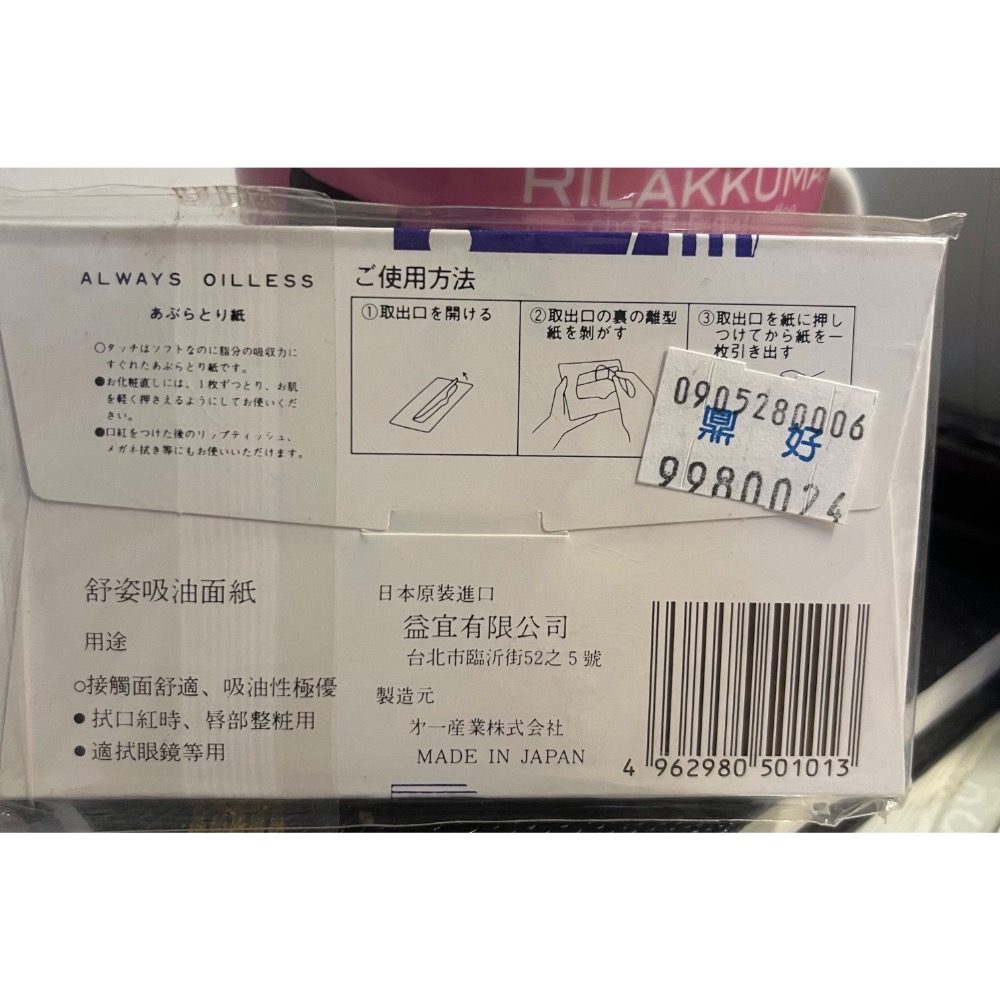 RILAKKUMA
ALWAYS OILLESS
あぶらとり紙
○タッチはソフトなのに脂分の吸収力に
すぐれたあぶらとり紙です。
●お化粧直しには、1枚ずつとり、お肌
を軽く押さえるようにしてお使いくだ
さい。
●口紅をつけた後のリップティッシュ、
メガネ拭き等にもお使いいただけます。
ご使用方法
①取出口を開ける
②取出口の裏の離型
紙を剝がす
③取出口を紙に押し
つけてから紙を一
枚引き出す
0905280006
鼎好
9980024
舒姿吸油面紙
用途
○接觸面舒適、吸油性極優
●拭口紅時、唇部整粧用
●適拭眼鏡等用
日本原装進口
益宜有限公司
台北市臨沂街52之5號
製造元
㐧一産業株式会社
MADE IN JAPAN
4 962980 501013